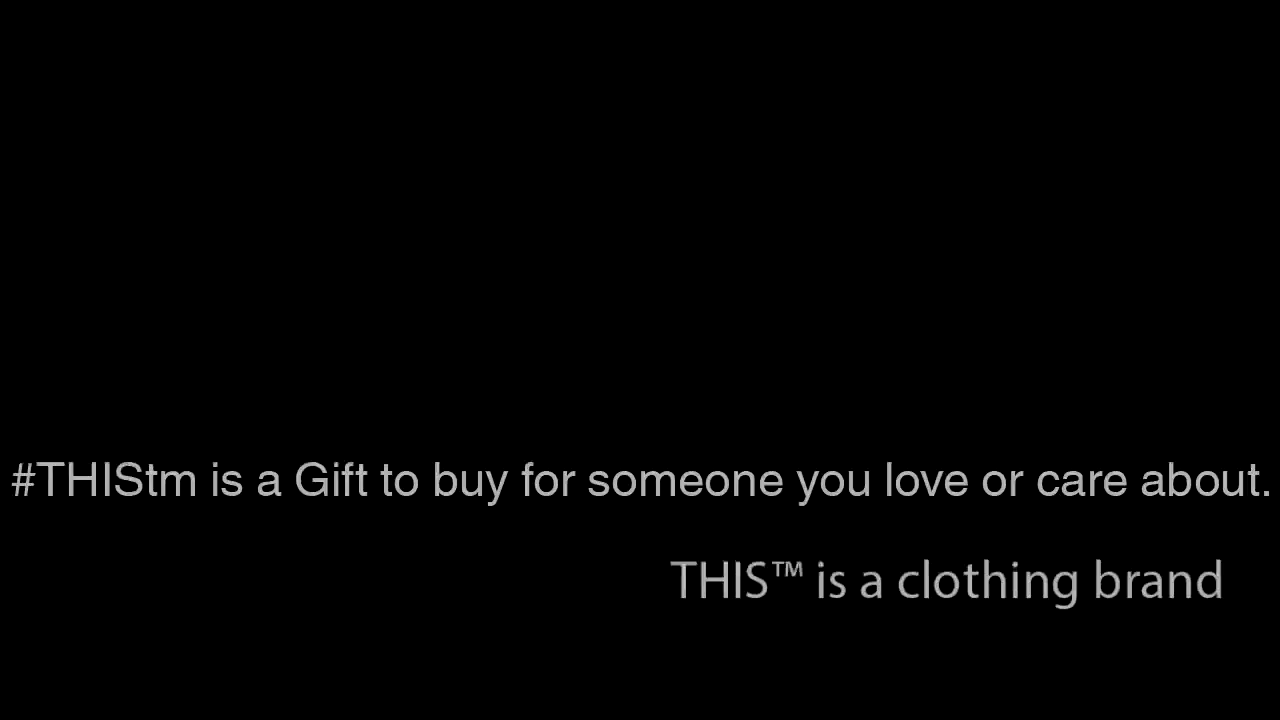 #THIStm is a Gift to buy for someone you love or care about.
THIS™ is a clothing brand